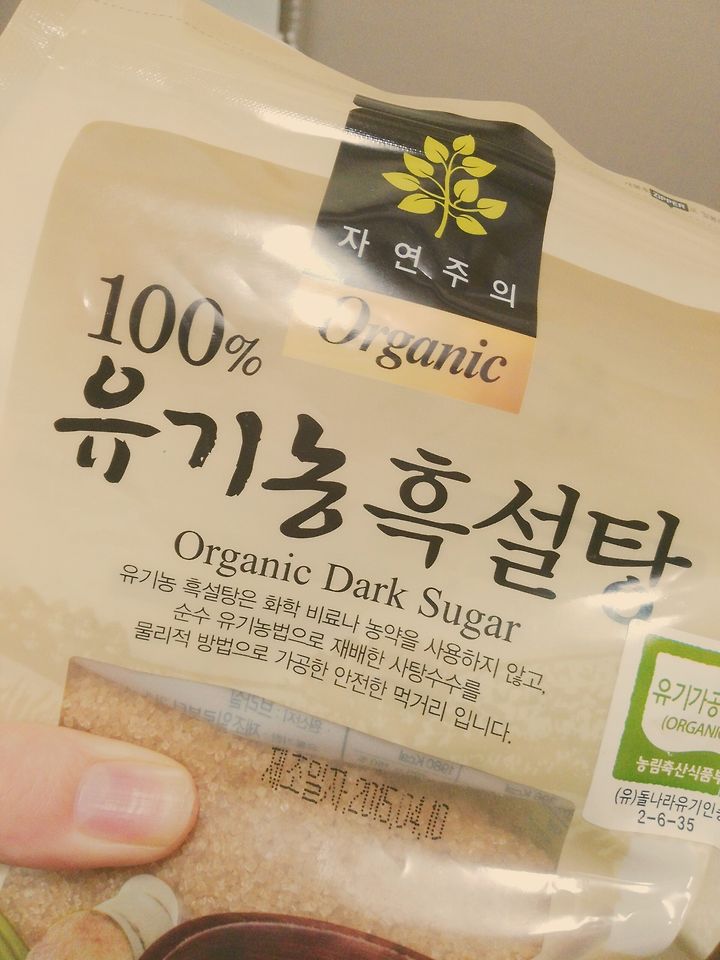 ZIPPER
자연주의
Organic
100%
유기농흑설탕
Organic Dark Sugar
유기농 흑설탕은 화학 비료나 농약을 사용하지 않고,
순수 유기농법으로 재배한 사탕수수를
물리적 방법으로 가공한 안전한 먹거리 입니다.
유기가공
(ORGANIC
농림축산식품부
(유)돌나라유기인증
2-6-35
제조일자:2015.04.10